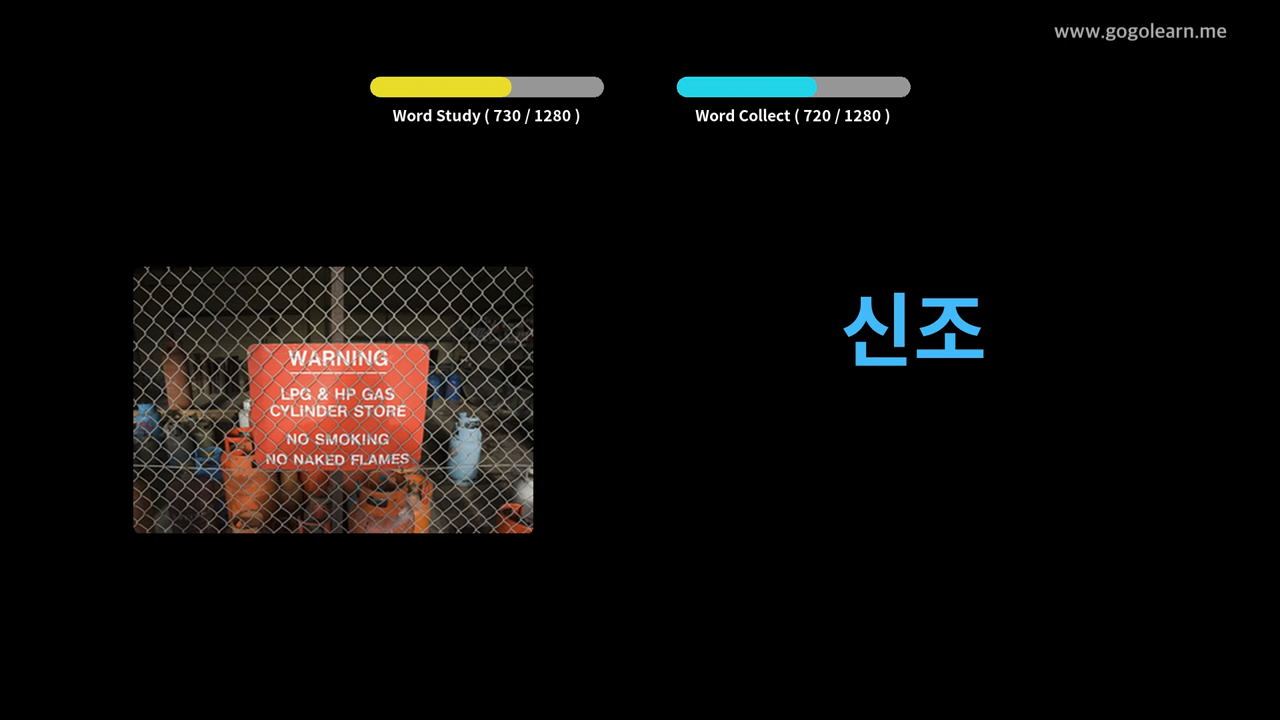 www.gogolearn.me
Word Study ( 730 / 1280 )
Word Collect ( 720 / 1280 )
WARNING
LPG & HP GAS
CYLINDER STORE
NO SMOKING
NO NAKED FLAMES
신조